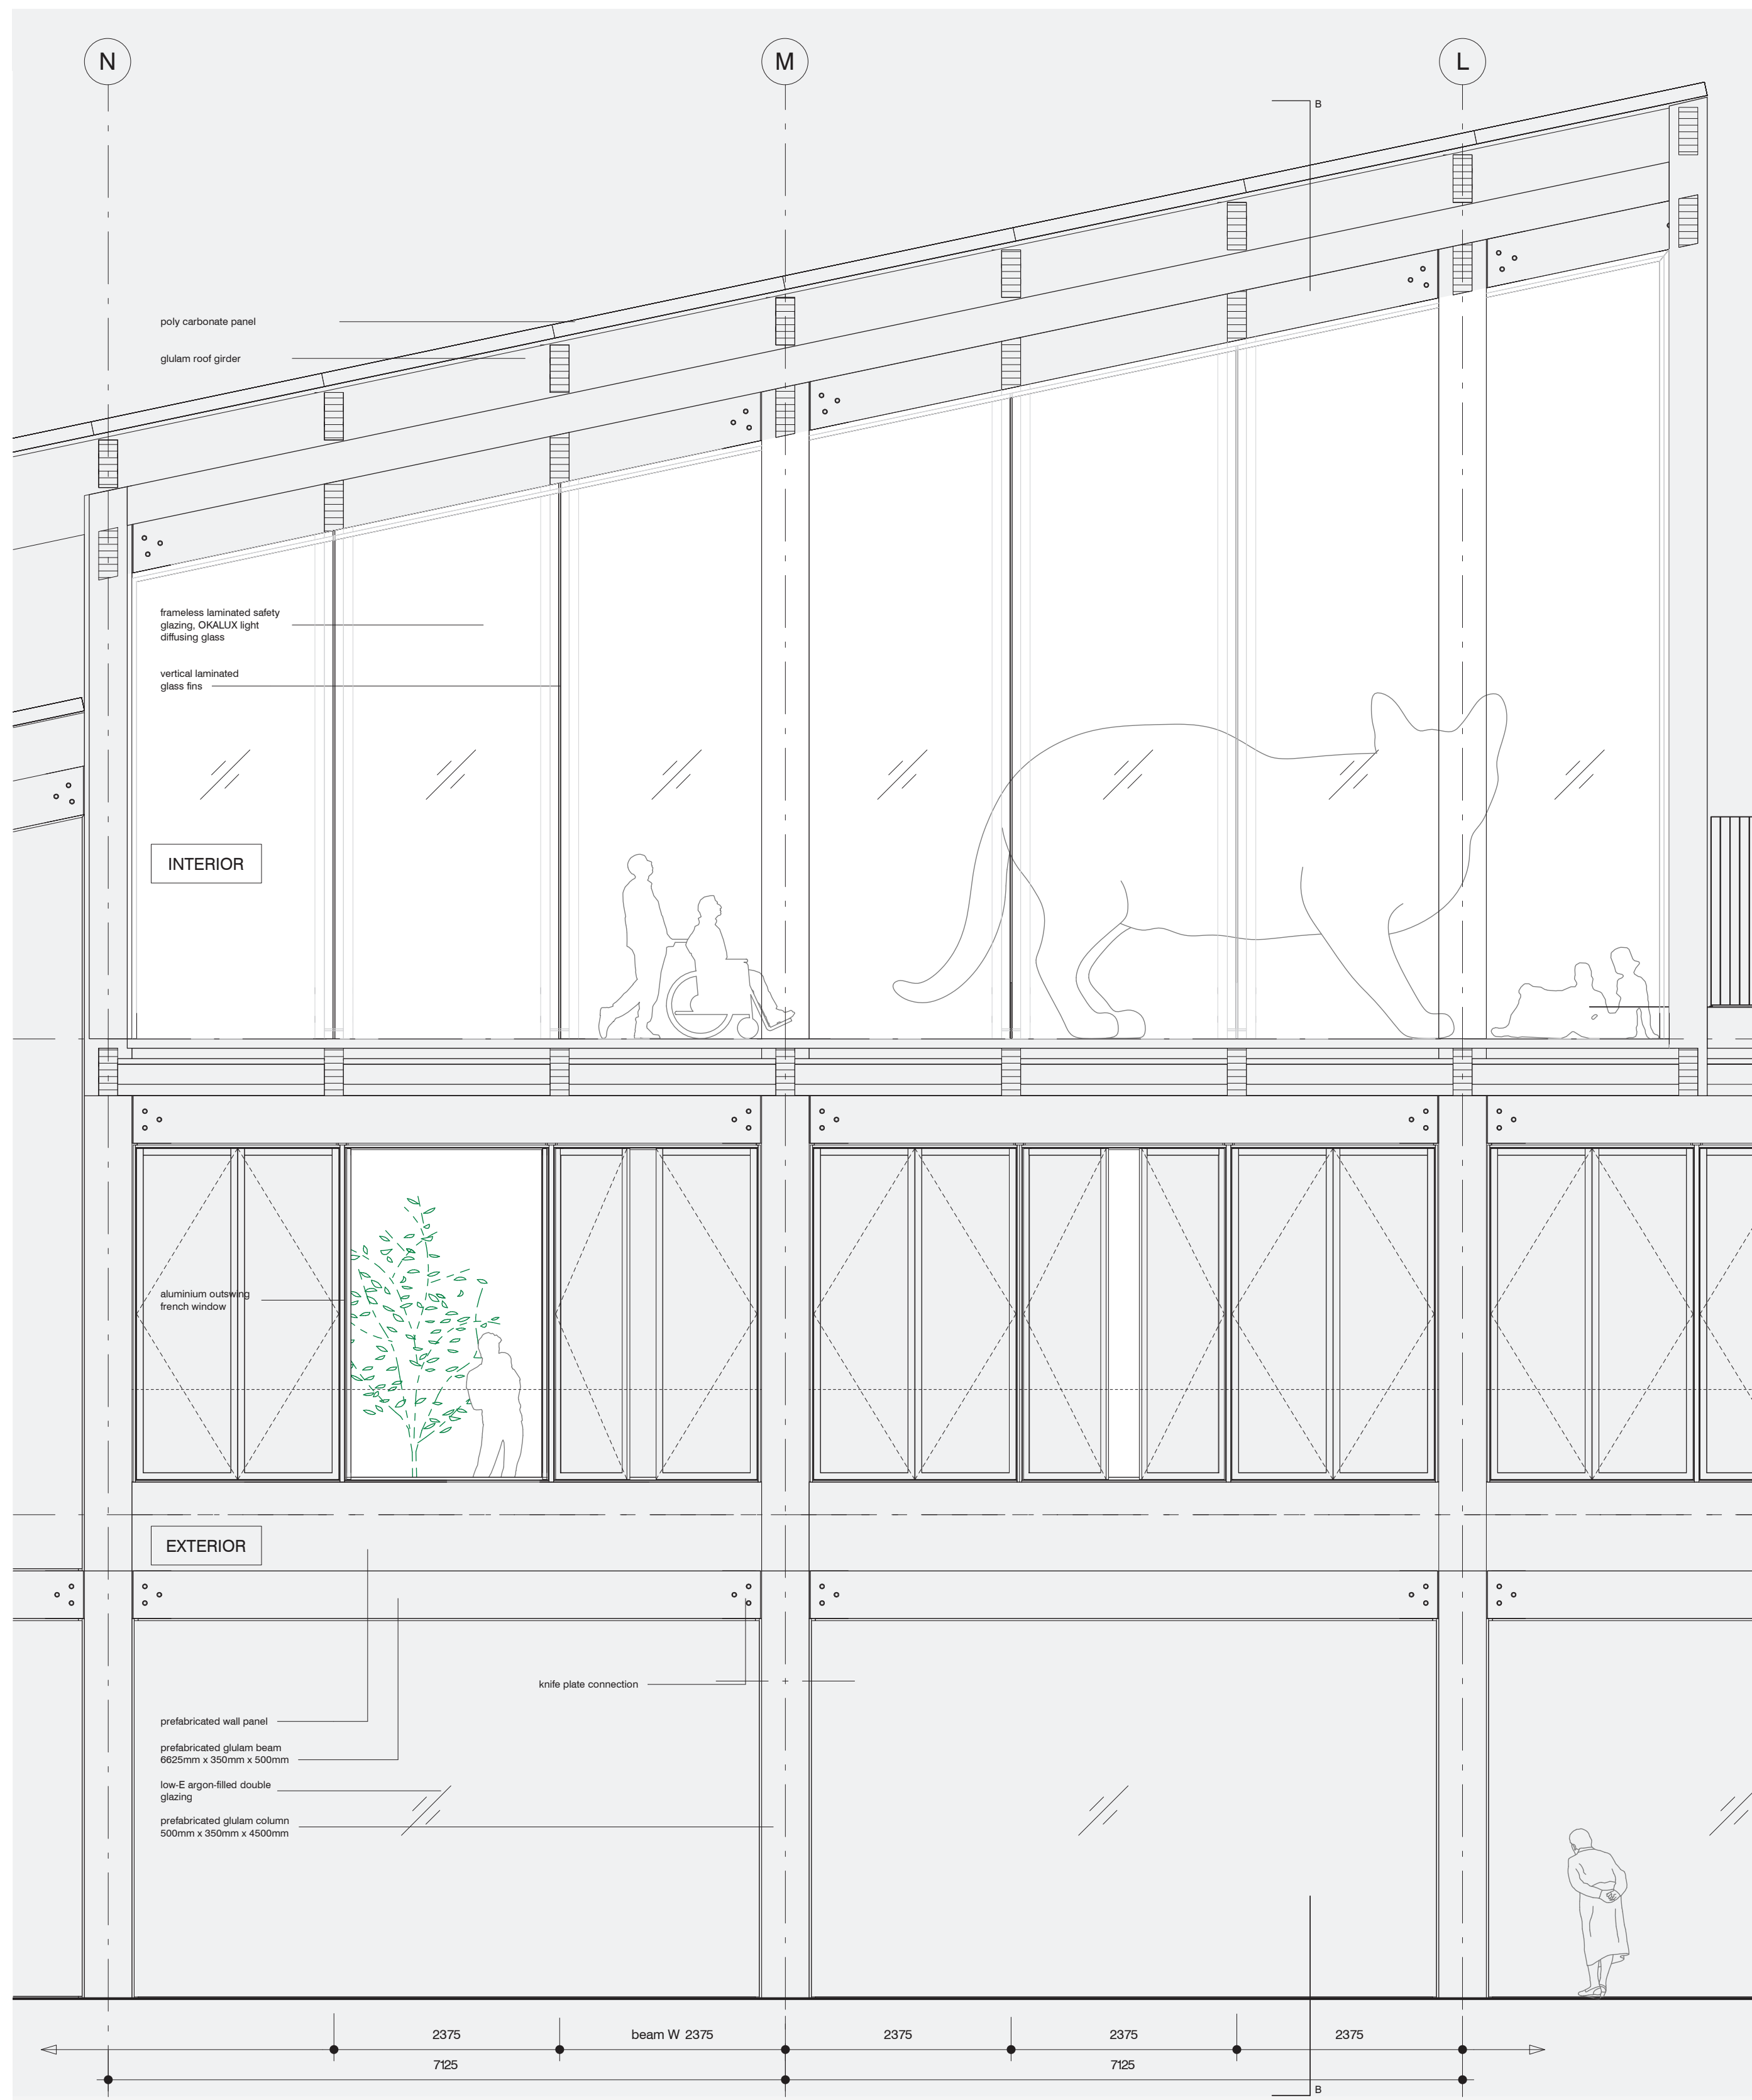 N
M
L
B
poly carbonate panel
glulam roof girder
frameless laminated safety
glazing, OKALUX light
diffusing glass
vertical laminated
glass fins
INTERIOR
aluminium outswing
french window
EXTERIOR
knife plate connection
prefabricated wall panel
prefabricated glulam beam
6625mm x 350mm x 500mm
low-E argon-filled double
glazing
prefabricated glulam column
500mm x 350mm x 4500mm
2375
beam W 2375
2375
2375
2375
7125
7125
B